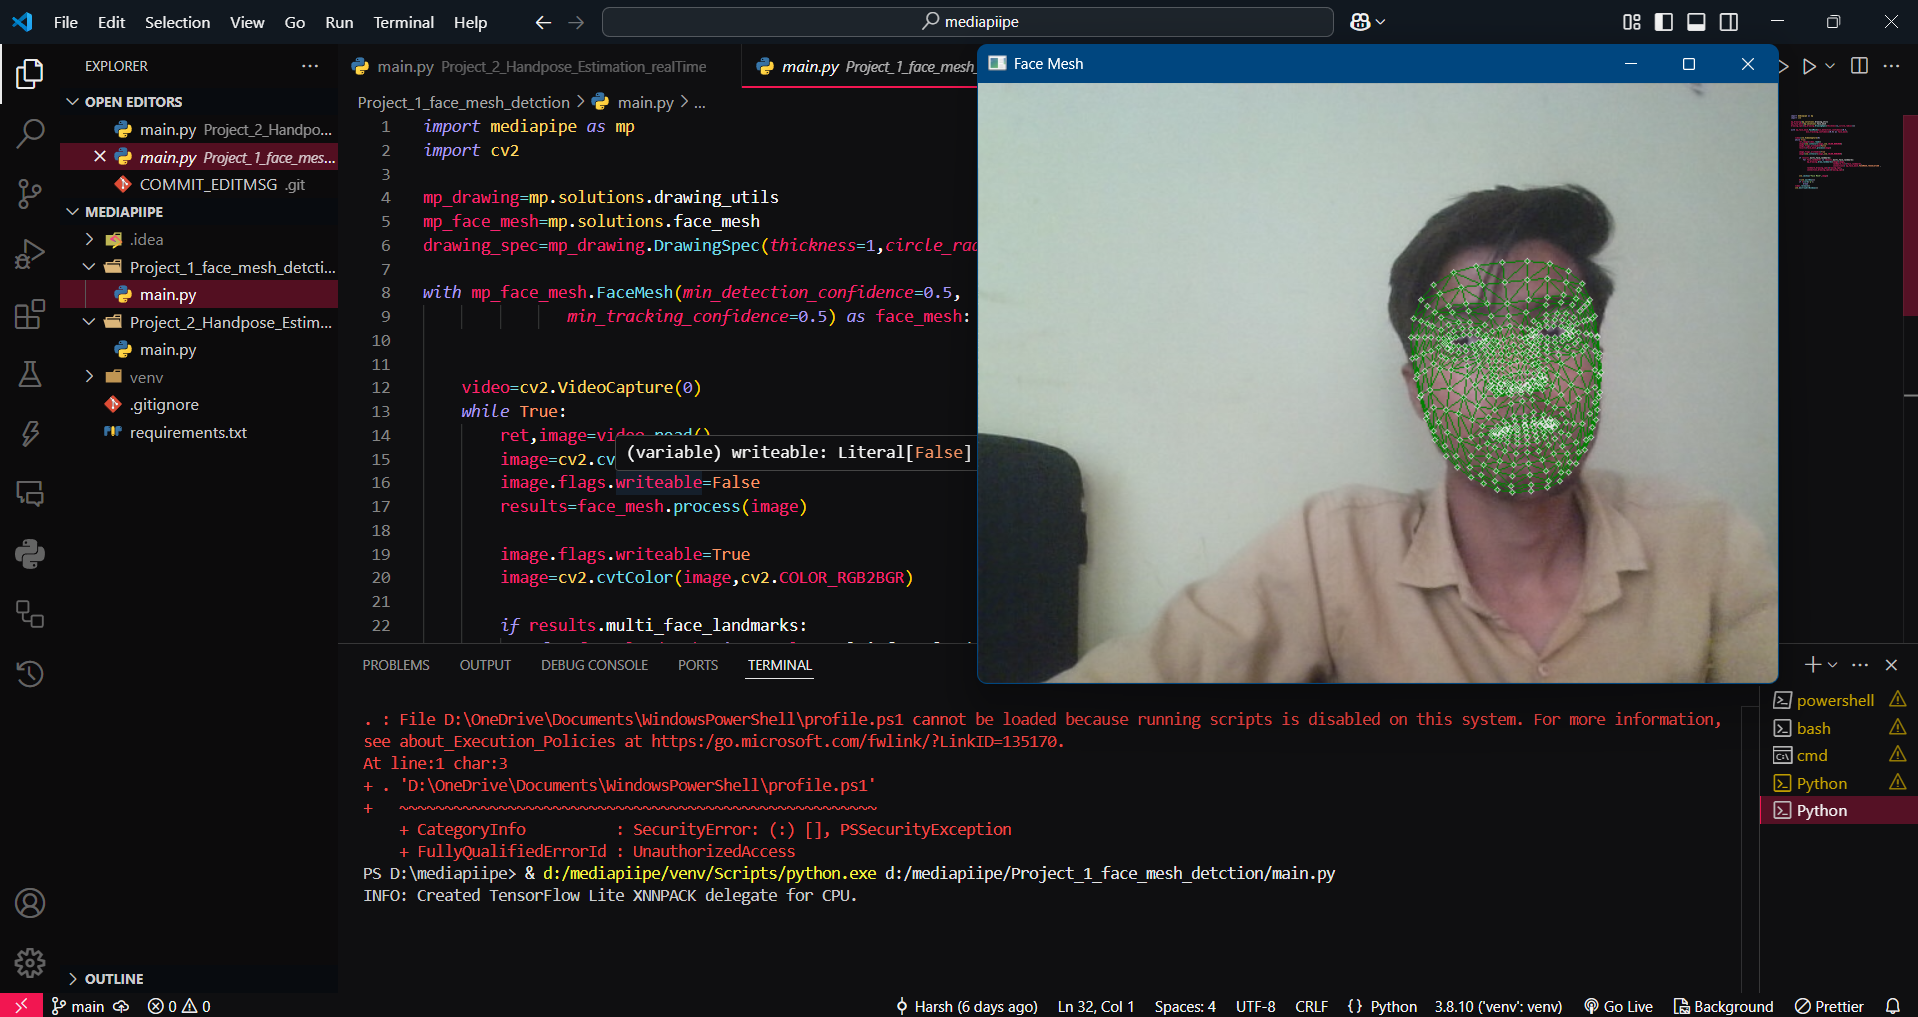 File Edit Selection View Go Run Terminal Help
mediapiipe
EXPLORER
OPEN EDITORS
main.py Project_2_Handpo...
main.py Project_1_face_mes...
COMMIT_EDITMSG .git
MEDIAPIIPE
.idea
Project_1_face_mesh_detcti...
main.py
Project_2_Handpose_Estim...
main.py
venv
.gitignore
requirements.txt
OUTLINE
main.py Project_2_Handpose_Estimation_realTime
main.py Project_1_face_mesh_
Project_1_face_mesh_detction > main.py > ...
1 import mediapipe as mp
2 import cv2
3
4 mp_drawing=mp.solutions.drawing_utils
5 mp_face_mesh=mp.solutions.face_mesh
6 drawing_spec=mp_drawing.DrawingSpec(thickness=1,circle_rad
7
8 with mp_face_mesh.FaceMesh(min_detection_confidence=0.5,
9 min_tracking_confidence=0.5) as face_mesh:
10
11
12 video=cv2.VideoCapture(0)
13 while True:
14 ret,image=video.read()
15 image=cv2.cv
(variable) writeable: Literal[False]
16 image.flags.writeable=False
17 results=face_mesh.process(image)
18
19 image.flags.writeable=True
20 image=cv2.cvtColor(image,cv2.COLOR_RGB2BGR)
21
22 if results.multi_face_landmarks:
Face Mesh
PROBLEMS OUTPUT DEBUG CONSOLE PORTS TERMINAL
. : File D:\OneDrive\Documents\WindowsPowerShell\profile.ps1 cannot be loaded because running scripts is disabled on this system. For more information,
see about_Execution_Policies at https:/go.microsoft.com/fwlink/?LinkID=135170.
At line:1 char:3
+ . 'D:\OneDrive\Documents\WindowsPowerShell\profile.ps1'
+ ~~~~~~~~~~~~~~~~~~~~~~~~~~~~~~~~~~~~~~~~~~~~~~~~~~~~~
+ CategoryInfo : SecurityError: (:) [], PSSecurityException
+ FullyQualifiedErrorId : UnauthorizedAccess
PS D:\mediapiipe> & d:/mediapiipe/venv/Scripts/python.exe d:/mediapiipe/Project_1_face_mesh_detction/main.py
INFO: Created TensorFlow Lite XNNPACK delegate for CPU.
powershell
bash
cmd
Python
Python
main 0 0 Harsh (6 days ago) Ln 32, Col 1 Spaces: 4 UTF-8 CRLF {} Python 3.8.10 ('venv': venv) Go Live Background Prettier